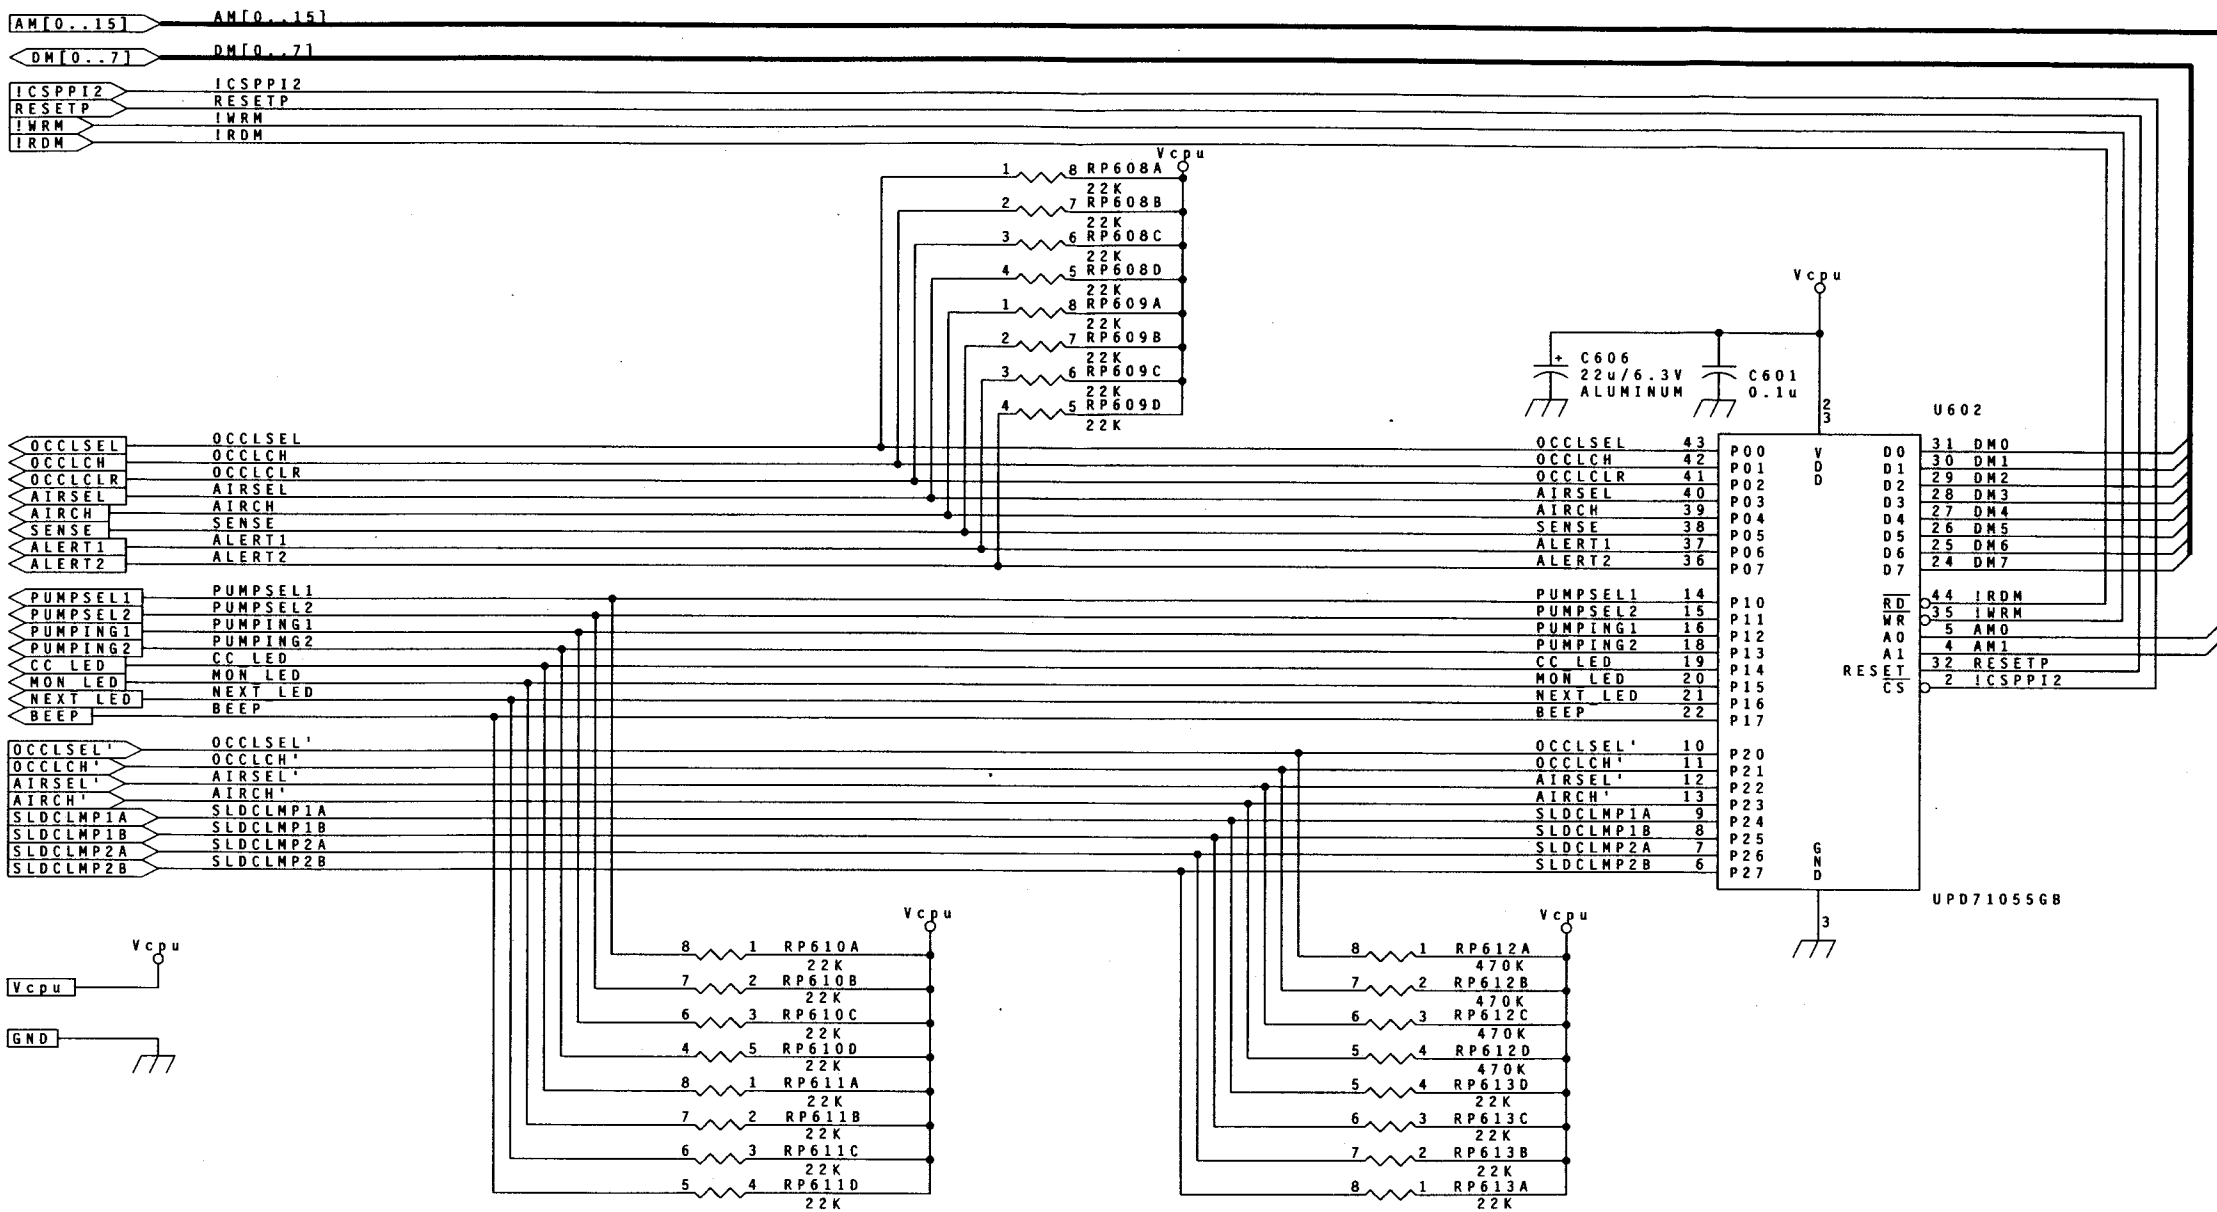 AM[0..15] AM[0..15]
DM[0..7] DM[0..7]
!CSPPI2 !CSPPI2
RESETP RESETP
!WRM !WRM
!RDM !RDM
Vcpu
1 8 RP608A
22K
2 7 RP608B
22K
3 6 RP608C
22K
4 5 RP608D
22K
1 8 RP609A
22K
2 7 RP609B
22K
3 6 RP609C
22K
4 5 RP609D
22K
Vcpu
+ C606
22u/6.3V
ALUMINUM
C601
0.1u
23
U602
OCCLSEL OCCLSEL OCCLSEL 43 P00
OCCLCH OCCLCH OCCLCH 42 P01
OCCLCLR OCCLCLR OCCLCLR 41 P02
AIRSEL AIRSEL AIRSEL 40 P03
AIRCH AIRCH AIRCH 39 P04
SENSE SENSE SENSE 38 P05
ALERT1 ALERT1 ALERT1 37 P06
ALERT2 ALERT2 ALERT2 36 P07
VDD
D0 31 DM0
D1 30 DM1
D2 29 DM2
D3 28 DM3
D4 27 DM4
D5 26 DM5
D6 25 DM6
D7 24 DM7
PUMPSEL1 PUMPSEL1 PUMPSEL1 14 P10
PUMPSEL2 PUMPSEL2 PUMPSEL2 15 P11
PUMPING1 PUMPING1 PUMPING1 16 P12
PUMPING2 PUMPING2 PUMPING2 18 P13
CC_LED CC_LED CC_LED 19 P14
MON_LED MON_LED MON_LED 20 P15
NEXT_LED NEXT_LED NEXT_LED 21 P16
BEEP BEEP BEEP 22 P17
RD 44 !RDM
WR 35 !WRM
A0 5 AM0
A1 4 AM1
RESET 32 RESETP
CS 2 !CSPPI2
OCCLSEL' OCCLSEL' OCCLSEL' 10 P20
OCCLCH' OCCLCH' OCCLCH' 11 P21
AIRSEL' AIRSEL' AIRSEL' 12 P22
AIRCH' AIRCH' AIRCH' 13 P23
SLDCLMP1A SLDCLMP1A SLDCLMP1A 9 P24
SLDCLMP1B SLDCLMP1B SLDCLMP1B 8 P25
SLDCLMP2A SLDCLMP2A SLDCLMP2A 7 P26
SLDCLMP2B SLDCLMP2B SLDCLMP2B 6 P27
GND
UPD71055GB
3
Vcpu
Vcpu
GND
Vcpu
8 1 RP610A
22K
7 2 RP610B
22K
6 3 RP610C
22K
4 5 RP610D
22K
8 1 RP611A
22K
7 2 RP611B
22K
6 3 RP611C
22K
5 4 RP611D
22K
Vcpu
8 1 RP612A
470K
7 2 RP612B
470K
6 3 RP612C
470K
5 4 RP612D
470K
5 4 RP613D
22K
6 3 RP613C
22K
7 2 RP613B
22K
8 1 RP613A
22K